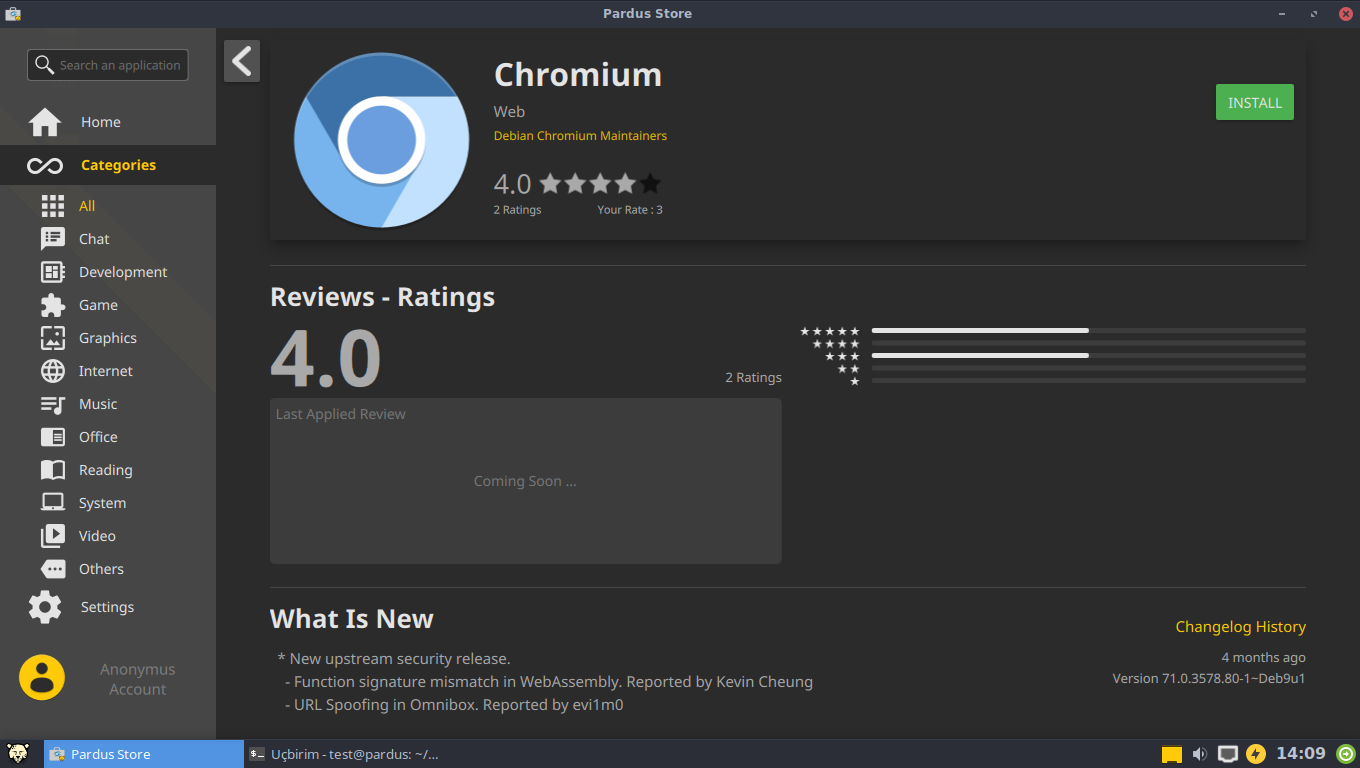 Pardus Store
Search an application
Home
Categories
All
Chat
Development
Game
Graphics
Internet
Music
Office
Reading
System
Video
Others
Settings
Anonymus
Account
Chromium
Web
Debian Chromium Maintainers
4.0
2 Ratings Your Rate : 3
INSTALL
Reviews - Ratings
4.0
2 Ratings
Last Applied Review
Coming Soon ...
What Is New
Changelog History
4 months ago
Version 71.0.3578.80-1~Deb9u1
* New upstream security release.
- Function signature mismatch in WebAssembly. Reported by Kevin Cheung
- URL Spoofing in Omnibox. Reported by evi1m0
Pardus Store
$_ Uçbirim - test@pardus: ~/...
14:09